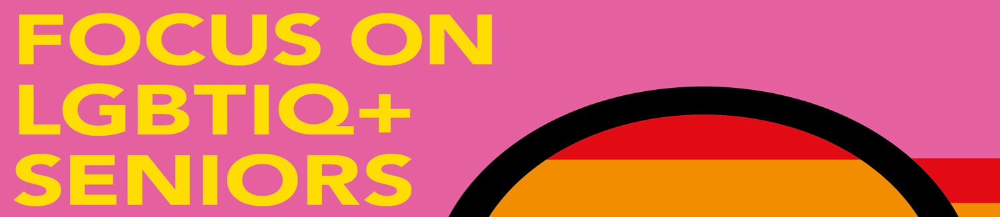 FOCUS ON
LGBTIQ+
SENIORS